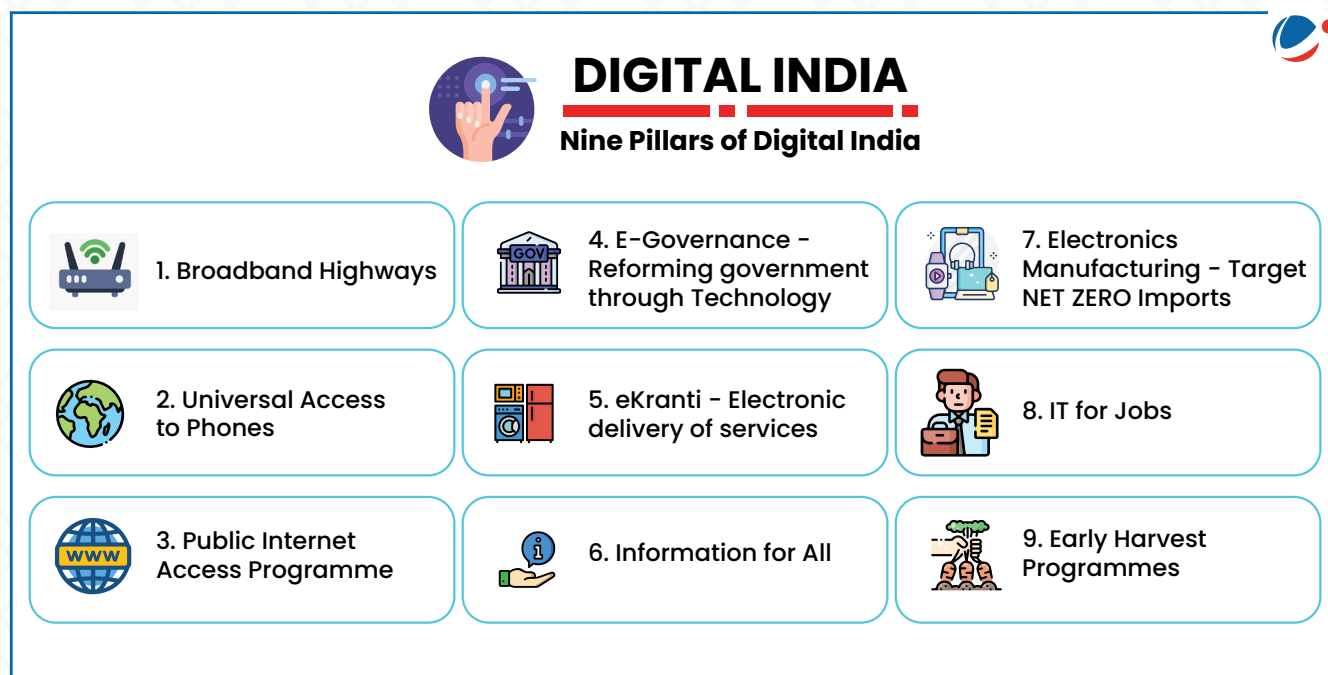 DIGITAL INDIA
Nine Pillars of Digital India
1. Broadband Highways
2. Universal Access
to Phones
WWW
3. Public Internet
Access Programme
GOV
4. E-Governance -
Reforming government
through Technology
5. eKranti - Electronic
delivery of services
i
6. Information for All
7. Electronics
Manufacturing - Target
NET ZERO Imports
8. IT for Jobs
9. Early Harvest
Programmes